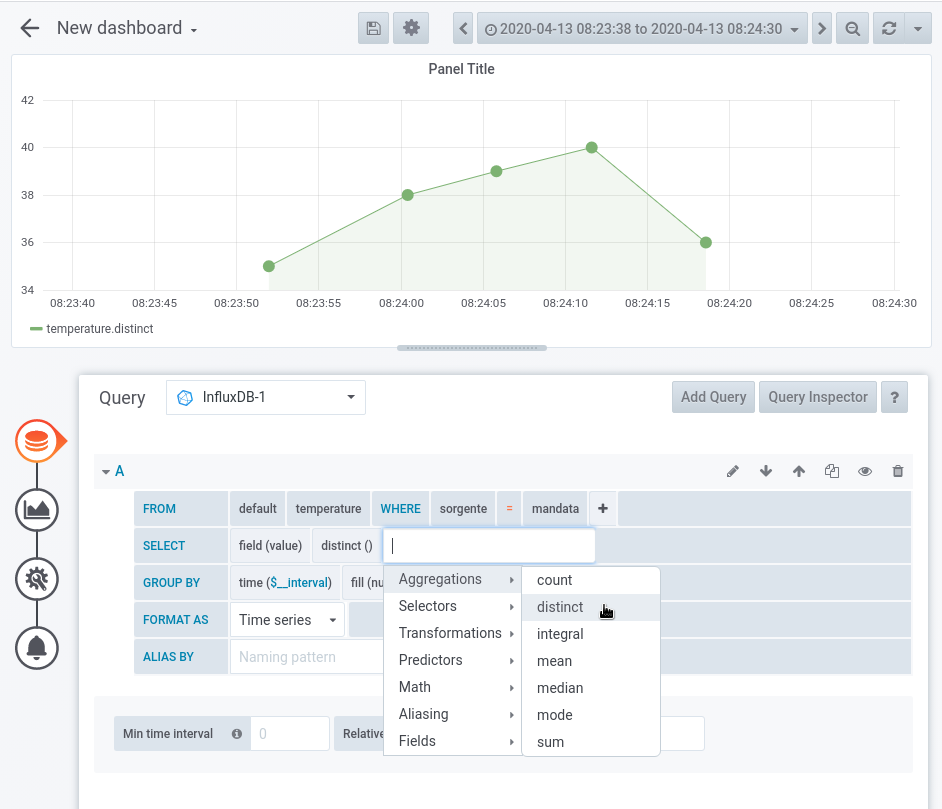 New dashboard
2020-04-13 08:23:38 to 2020-04-13 08:24:30
Panel Title
42
40
38
36
34
08:23:40 08:23:45 08:23:50 08:23:55 08:24:00 08:24:05 08:24:10 08:24:15 08:24:20 08:24:25 08:24:30
temperature.distinct
Query InfluxDB-1 Add Query Query Inspector ?
A
FROM default temperature WHERE sorgente = mandata +
SELECT field (value) distinct ()
GROUP BY time ($__interval) fill (nu
FORMAT AS Time series
ALIAS BY Naming pattern
Aggregations
Selectors
Transformations
Predictors
Math
Aliasing
Fields
count
distinct
integral
mean
median
mode
sum
Min time interval 0 Relative